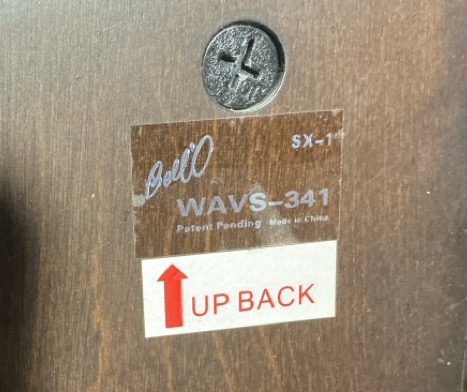 Bell'O SX-1
WAVS-341
Patent Pending Made in China
UP BACK